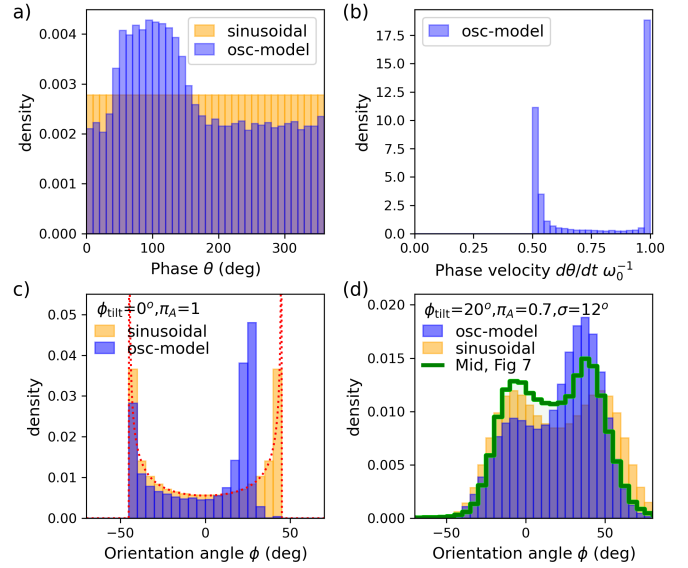 a)
sinusoidal
osc-model
0.004
0.003
0.002
0.001
0.000
density
0
100
200
300
Phase θ (deg)
(b)
osc-model
17.5
15.0
12.5
10.0
7.5
5.0
2.5
0.0
density
0.00
0.25
0.50
0.75
1.00
Phase velocity dθ/dt ω₀⁻¹
c)
ϕtilt=0°,πA=1
sinusoidal
osc-model
0.05
0.04
0.03
0.02
0.01
0.00
density
−50
0
50
Orientation angle ϕ (deg)
(d)
ϕtilt=20°,πA=0.7,σ=12°
osc-model
sinusoidal
Mid, Fig 7
0.020
0.015
0.010
0.005
0.000
density
−50
0
50
Orientation angle ϕ (deg)